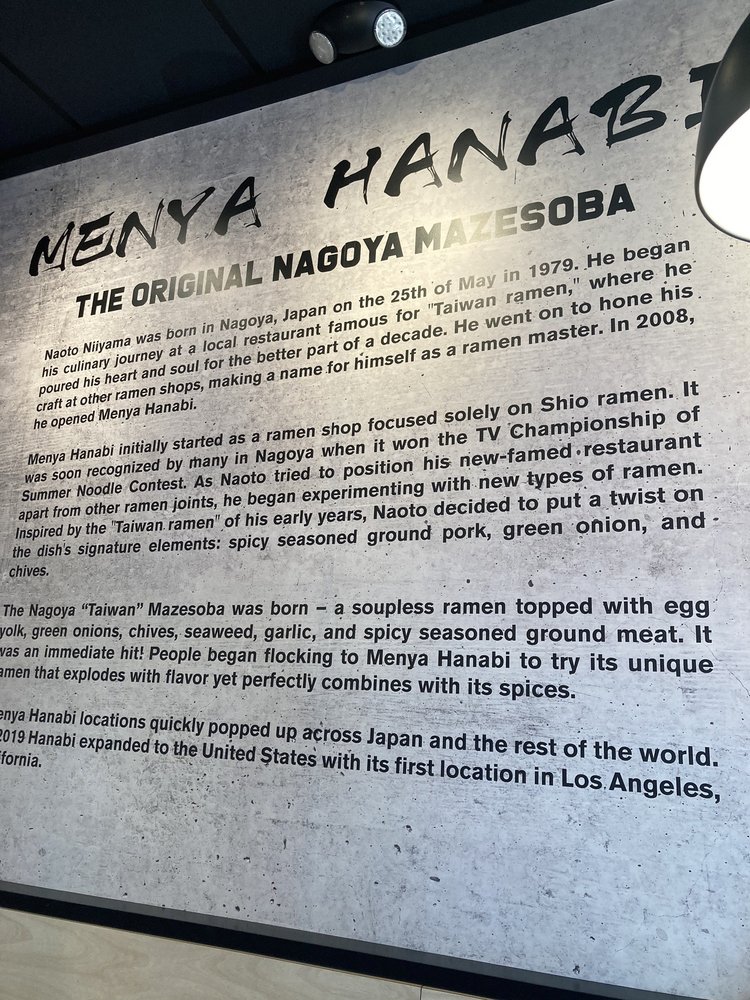 MENYA HANABI
THE ORIGINAL NAGOYA MAZESOBA
Naoto Niiyama was born in Nagoya, Japan on the 25th of May in 1979. He began
his culinary journey at a local restaurant famous for "Taiwan ramen," where he
poured his heart and soul for the better part of a decade. He went on to hone his
craft at other ramen shops, making a name for himself as a ramen master. In 2008,
he opened Menya Hanabi.
Menya Hanabi initially started as a ramen shop focused solely on Shio ramen. It
was soon recognized by many in Nagoya when it won the TV Championship of
Summer Noodle Contest. As Naoto tried to position his new-famed restaurant
apart from other ramen joints, he began experimenting with new types of ramen.
Inspired by the "Taiwan ramen" of his early years, Naoto decided to put a twist on
the dish's signature elements: spicy seasoned ground pork, green onion, and
chives.
The Nagoya “Taiwan” Mazesoba was born – a soupless ramen topped with egg
yolk, green onions, chives, seaweed, garlic, and spicy seasoned ground meat. It
was an immediate hit! People began flocking to Menya Hanabi to try its unique
amen that explodes with flavor yet perfectly combines with its spices.
enya Hanabi locations quickly popped up across Japan and the rest of the world.
2019 Hanabi expanded to the United States with its first location in Los Angeles,
ifornia.